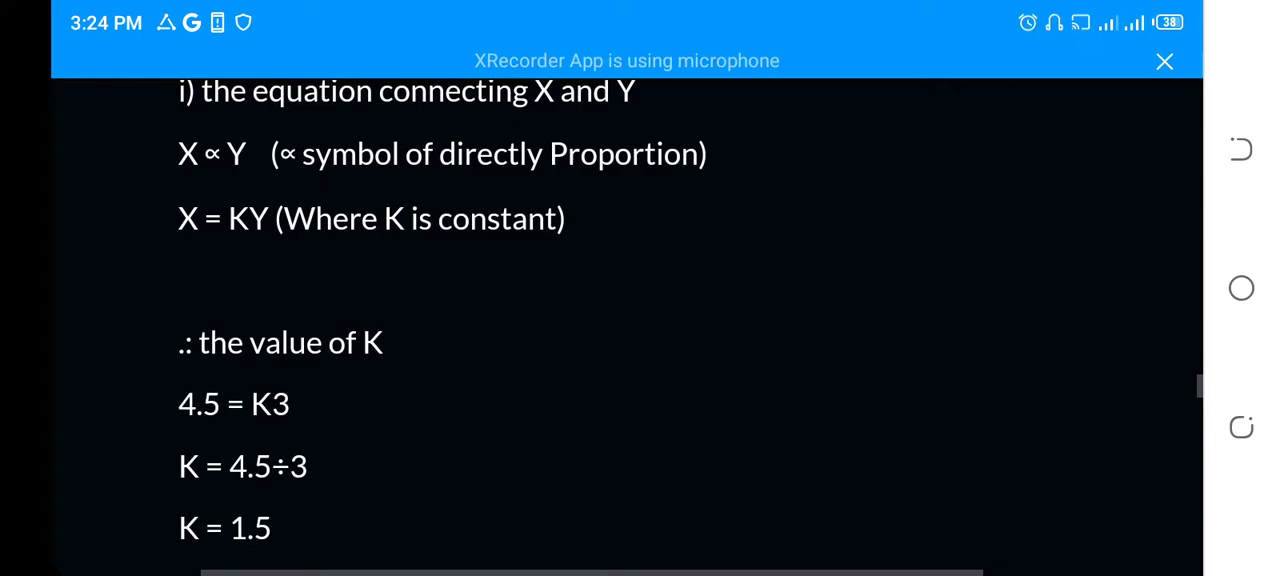 3:24 PM G 38
XRecorder App is using microphone
i) the equation connecting X and Y
X ∝ Y (∝ symbol of directly Proportion)
X = KY (Where K is constant)
.: the value of K
4.5 = K3
K = 4.5÷3
K = 1.5